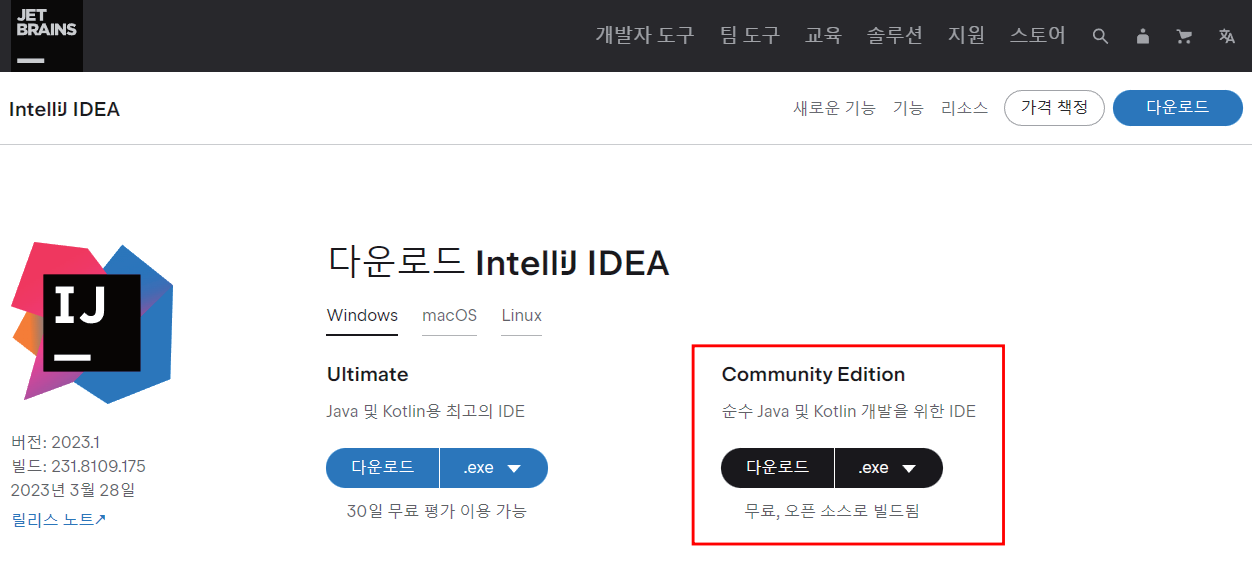 JET
BRAINS
개발자 도구 팀 도구 교육 솔루션 지원 스토어
IntelliJ IDEA
새로운 기능 기능 리소스 가격 책정 다운로드
IJ
다운로드 IntelliJ IDEA
Windows macOS Linux
Ultimate
Java 및 Kotlin용 최고의 IDE
다운로드 .exe
30일 무료 평가 이용 가능
Community Edition
순수 Java 및 Kotlin 개발을 위한 IDE
다운로드 .exe
무료, 오픈 소스로 빌드됨
버전: 2023.1
빌드: 231.8109.175
2023년 3월 28일
릴리스 노트↗